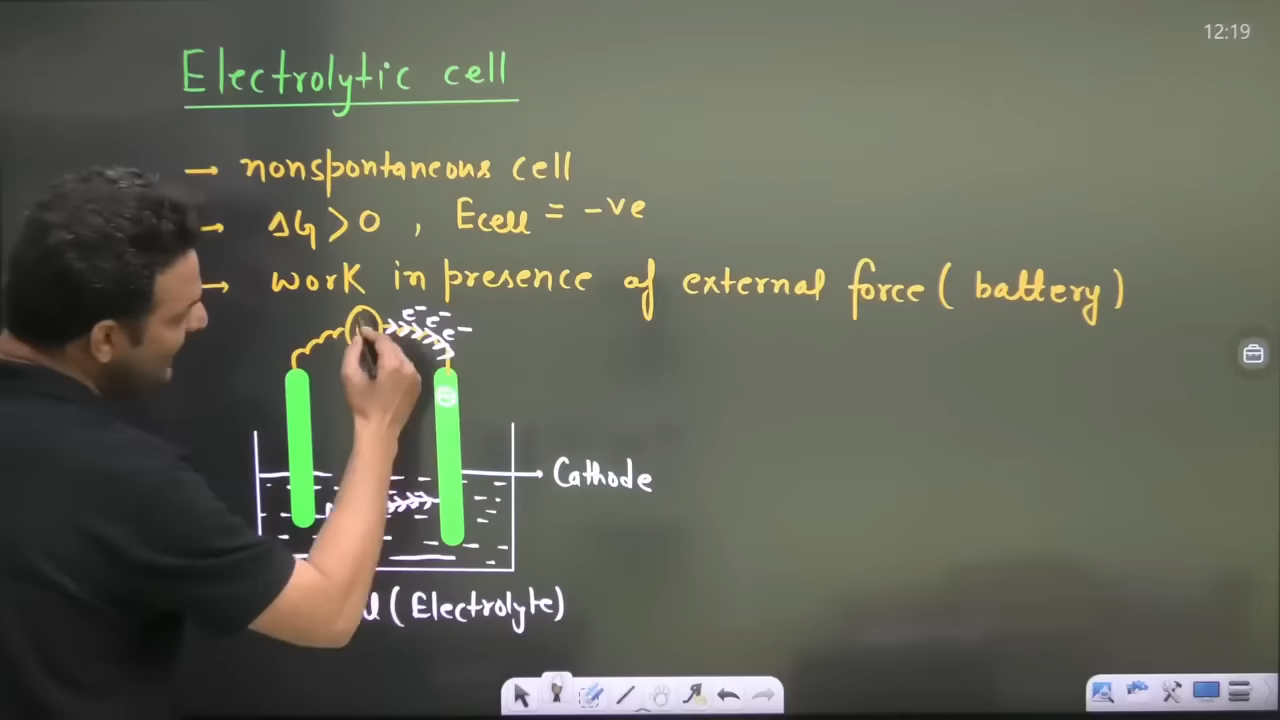 12:19
Electrolytic cell
→ nonspontaneous cell
→ ΔG > 0 , Ecell = -ve
→ work in presence of external force ( battery )
e⁻ e⁻ e⁻
→ Cathode
( Electrolyte )